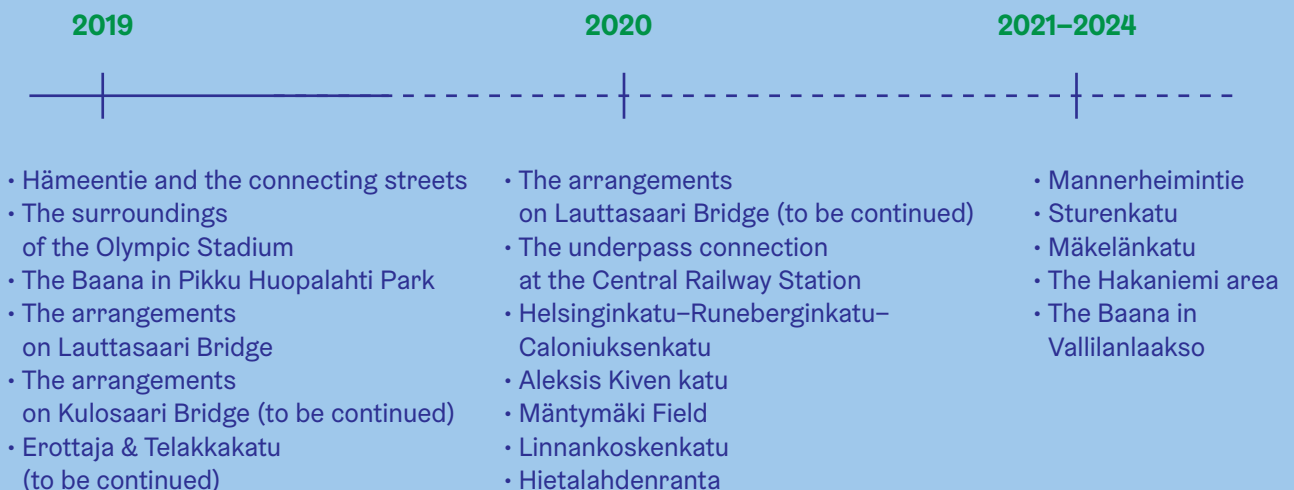 2019
2020
2021–2024
· Hämeentie and the connecting streets
· The surroundings
of the Olympic Stadium
· The Baana in Pikku Huopalahti Park
· The arrangements
on Lauttasaari Bridge
· The arrangements
on Kulosaari Bridge (to be continued)
· Erottaja & Telakkakatu
(to be continued)
· The arrangements
on Lauttasaari Bridge (to be continued)
· The underpass connection
at the Central Railway Station
· Helsinginkatu–Runeberginkatu–
Caloniuksenkatu
· Aleksis Kiven katu
· Mäntymäki Field
· Linnankoskenkatu
· Hietalahdenranta
· Mannerheimintie
· Sturenkatu
· Mäkelänkatu
· The Hakaniemi area
· The Baana in
Vallilanlaakso